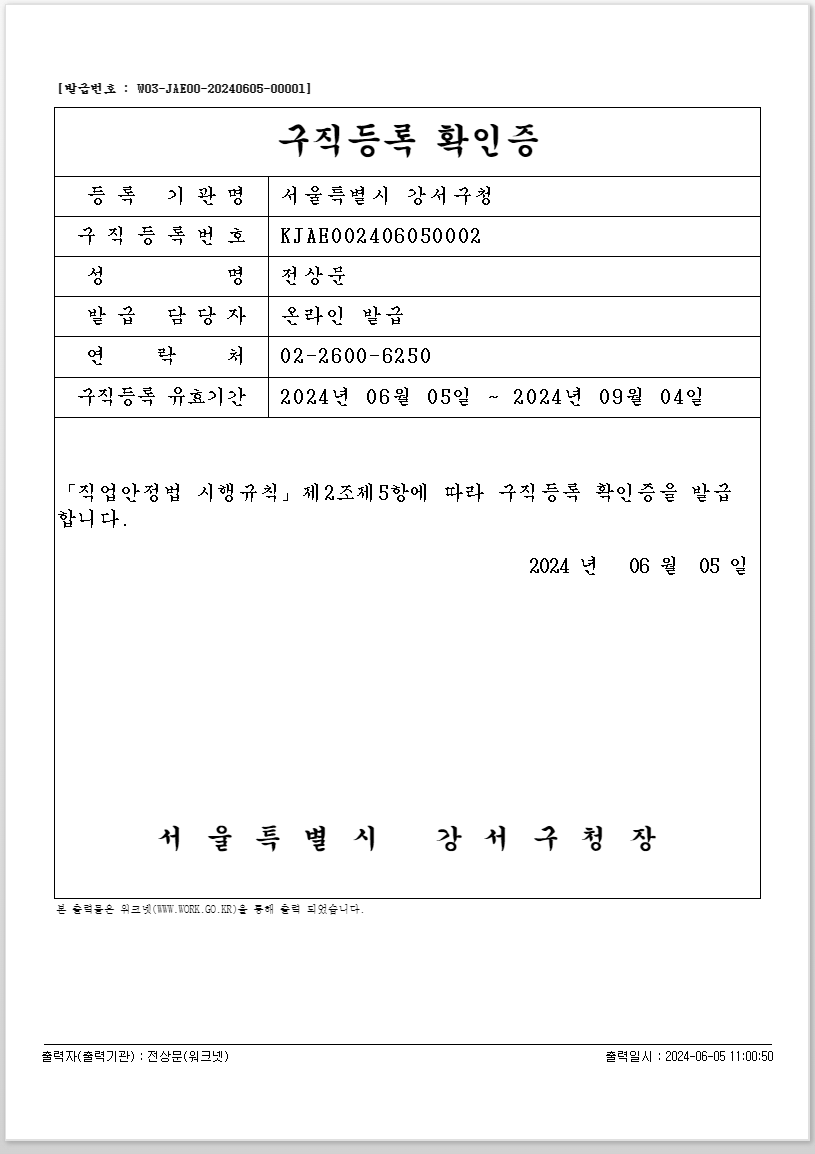 [발급번호 : W03-JAE00-20240605-00001]
구직등록 확인증
등 록 기 관 명 서울특별시 강서구청
구 직 등 록 번 호 KJAE002406050002
성 명 전상문
발 급 담 당 자 온라인 발급
연 락 처 02-2600-6250
구직등록 유효기간 2024년 06월 05일 ~ 2024년 09월 04일
「직업안정법 시행규칙」제2조제5항에 따라 구직등록 확인증을 발급
합니다.
2024 년 06 월 05 일
서 울 특 별 시 강 서 구 청 장
본 출력물은 워크넷(WWW.WORK.GO.KR)을 통해 출력 되었습니다.
출력자(출력기관) : 전상문(워크넷) 출력일시 : 2024-06-05 11:00:50